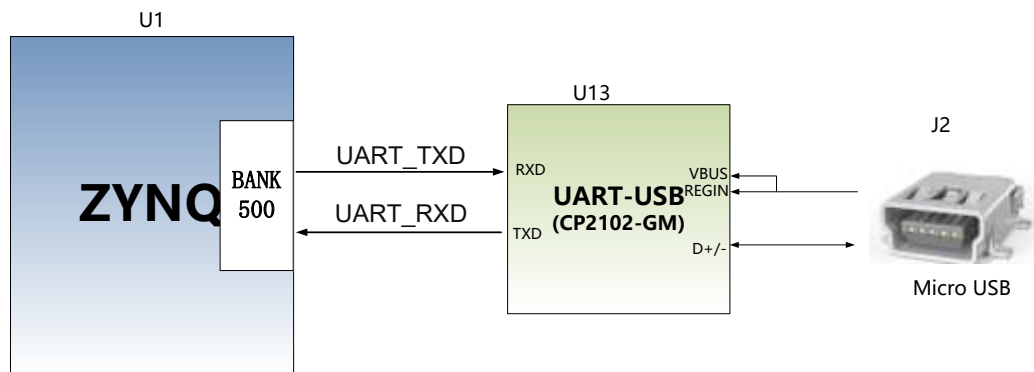 U1
U13
J2
UART_TXD
RXD
VBUS
BANK
500
ZYNQ
UART-USB
(CP2102-GM)
REGIN
UART_RXD
TXD
D+/-
Micro USB